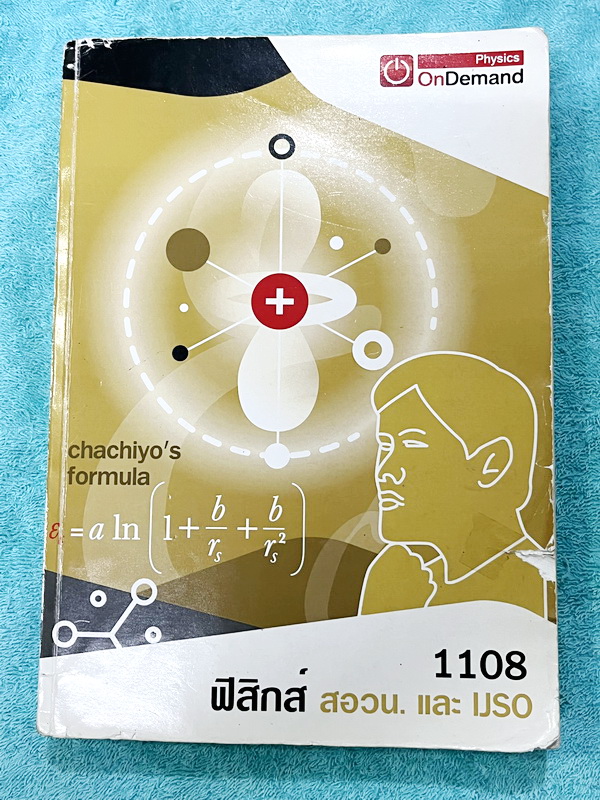 Physics
OnDemand
chachiyo's
formula
ε = a ln ( 1 + b/rₛ + b/rₛ² )
1108
ฟิสิกส์ สอวน. และ IJSO